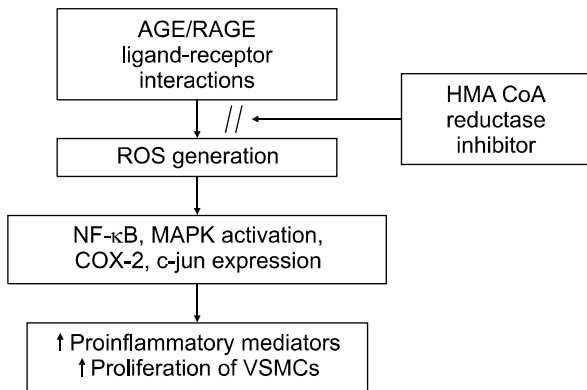 AGE/RAGE
ligand-receptor
interactions
HMA CoA
reductase
inhibitor
ROS generation
NF-κB, MAPK activation,
COX-2, c-jun expression
↑ Proinflammatory mediators
↑ Proliferation of VSMCs